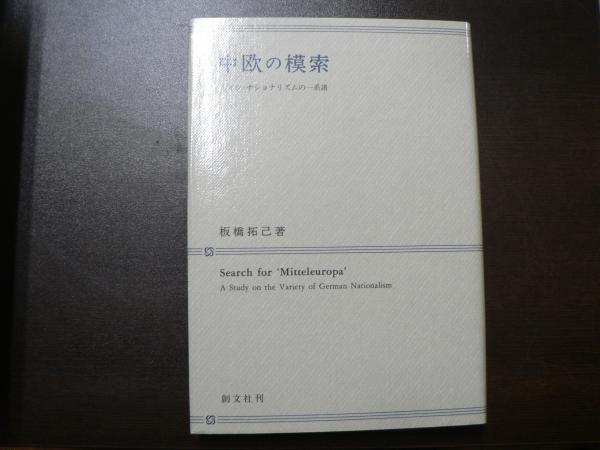 中欧の模索
ドイツ・ナショナリズムの一系譜
板橋拓己著
Search for ‘Mitteleuropa’
A Study on the Variety of German Nationalism
創文社刊